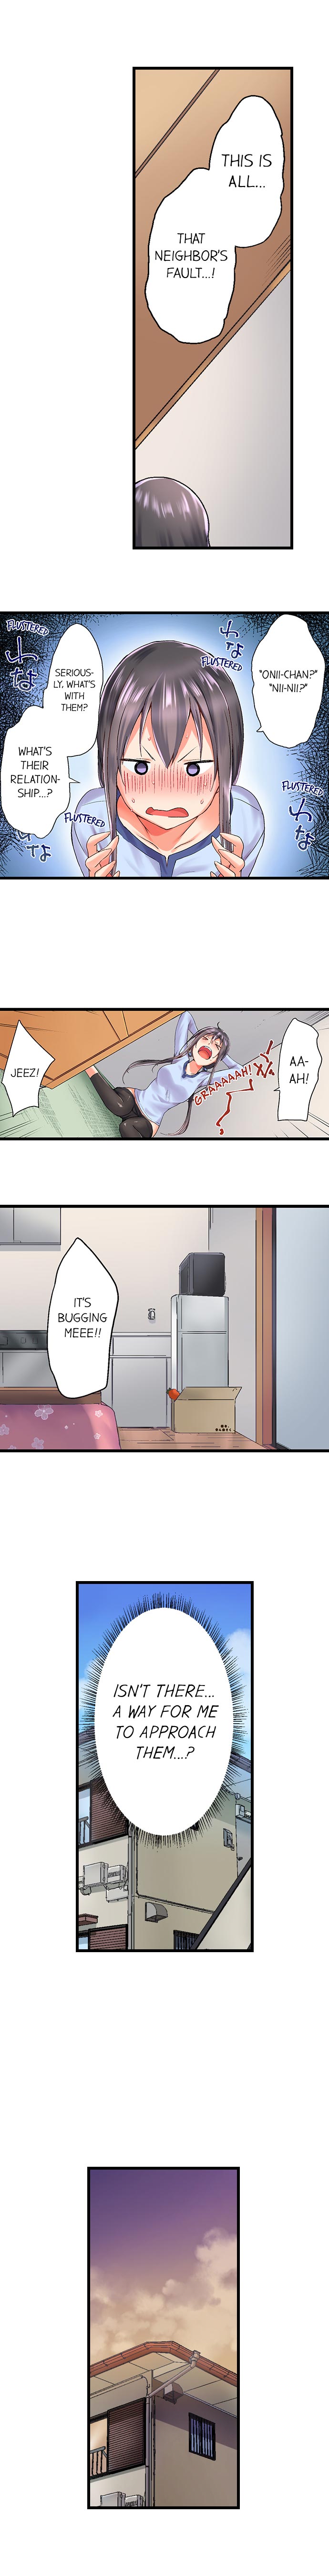 THIS IS
ALL...
THAT
NEIGHBOR'S
FAULT...!
"ONII-CHAN?"
"NII-NII?"
FLUSTERED
わな
FLUSTERED
わな
SERIOUS-
LY, WHAT'S
WITH
THEM?
WHAT'S
THEIR
RELATION-
SHIP...?
FLUSTERED
わな
FLUSTERED
わな
AA-
AH!
GRAAAAAH!
JEEZ!
IT'S
BUGGING
MEEE!!
ISN'T THERE...
A WAY FOR ME
TO APPROACH
THEM...?